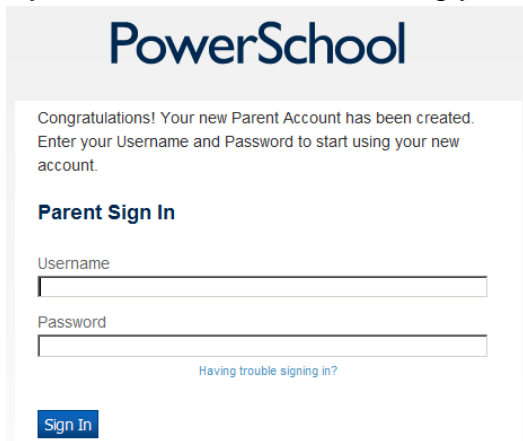 PowerSchool
Congratulations! Your new Parent Account has been created.
Enter your Username and Password to start using your new
account.
Parent Sign In
Username
Password
Having trouble signing in?
Sign In